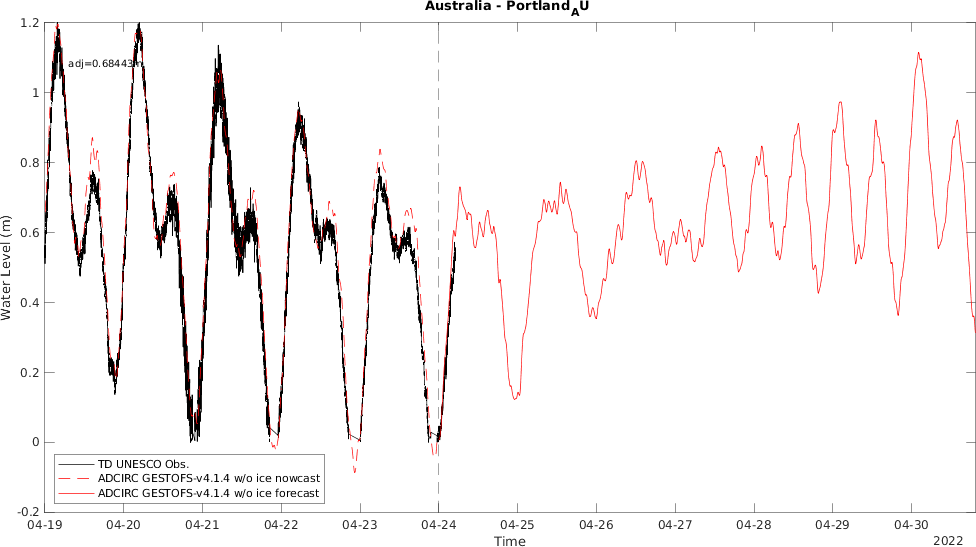 Australia - Portland_AU
1.2
adj=0.68443
1
0.8
0.6
0.4
0.2
0
-0.2
Water Level (m)
TD UNESCO Obs.
ADCIRC GESTOFS-v4.1.4 w/o ice nowcast
ADCIRC GESTOFS-v4.1.4 w/o ice forecast
04-19 04-20 04-21 04-22 04-23 04-24 04-25 04-26 04-27 04-28 04-29 04-30
Time
2022